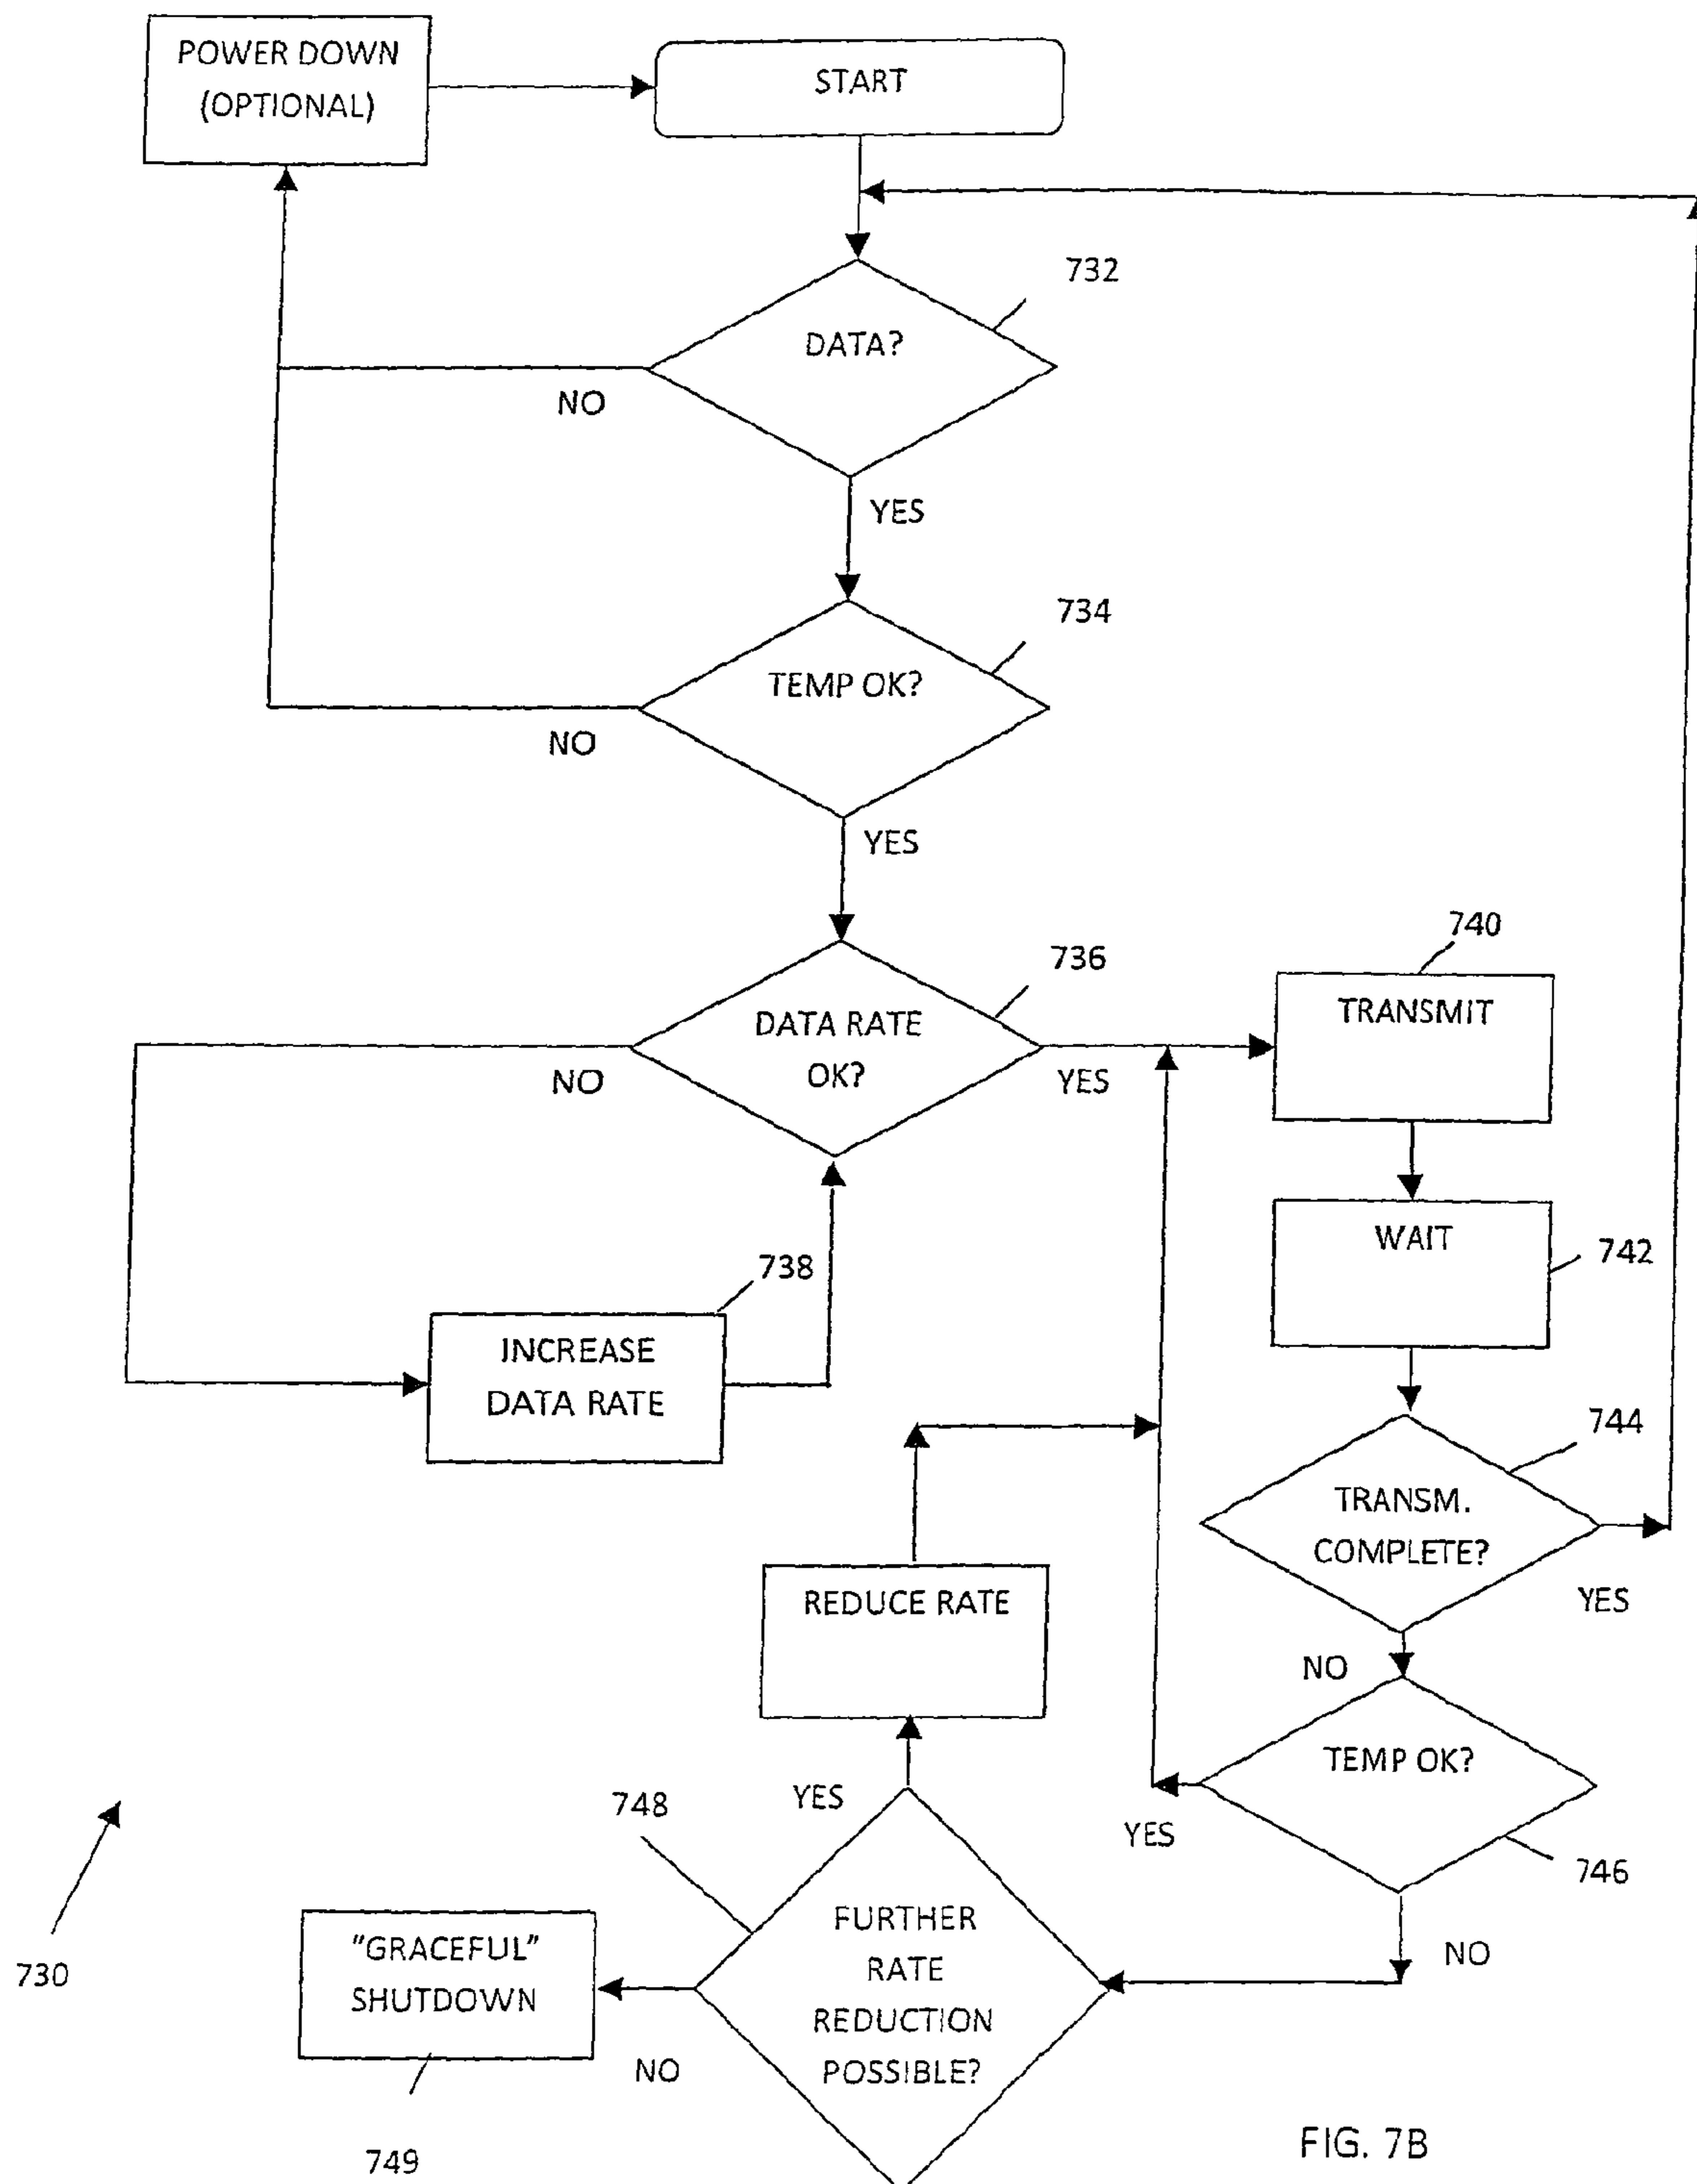 POWER DOWN
(OPTIONAL)
START
732
DATA?
NO
YES
734
TEMP OK?
NO
YES
736
DATA RATE
OK?
NO
YES
740
TRANSMIT
WAIT
742
738
INCREASE
DATA RATE
744
TRANSM.
COMPLETE?
YES
NO
REDUCE RATE
TEMP OK?
YES
746
NO
748
YES
FURTHER
RATE
REDUCTION
POSSIBLE?
NO
"GRACEFUL"
SHUTDOWN
749
730
FIG. 7B